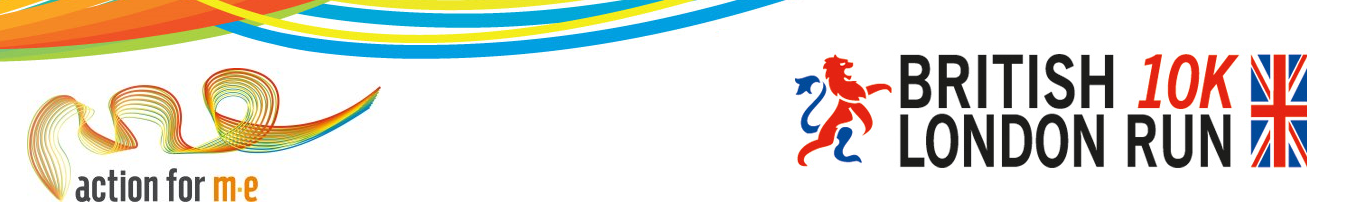 action for m·e
BRITISH 10K
LONDON RUN